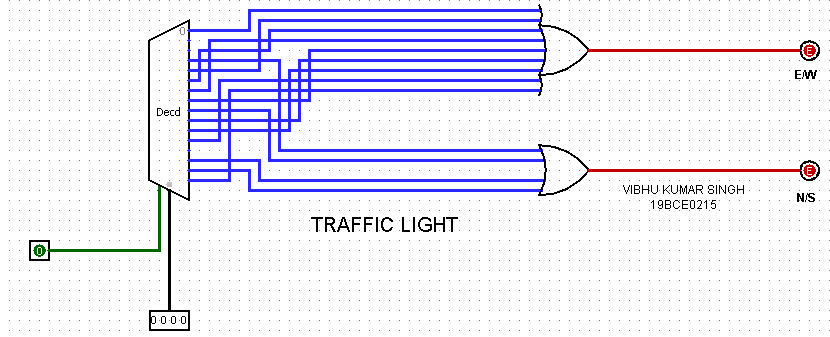 0
Decd
E
E/W
E
VIBHU KUMAR SINGH
19BCE0215
N/S
TRAFFIC LIGHT
0
0 0 0 0